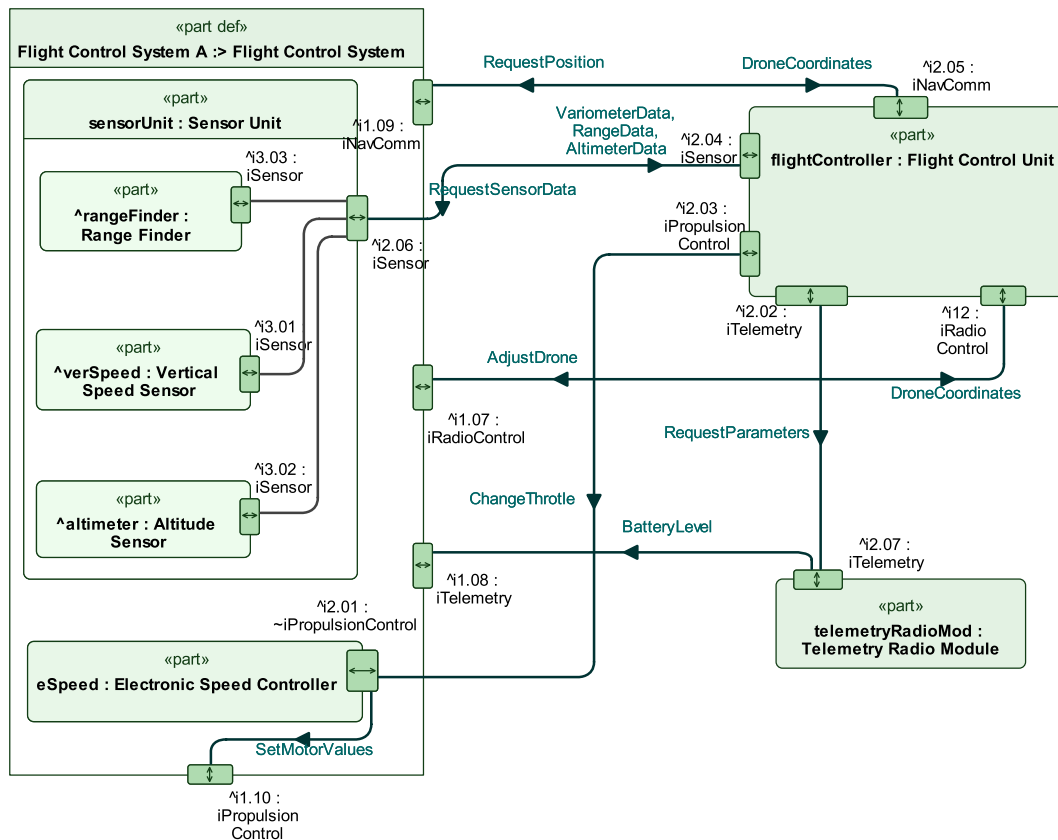 «part def»
Flight Control System A :> Flight Control System
«part»
sensorUnit : Sensor Unit
^i3.03 :
iSensor
«part»
^rangeFinder :
Range Finder
^i2.06 :
iSensor
^i3.01 :
iSensor
«part»
^verSpeed : Vertical
Speed Sensor
^i3.02 :
iSensor
«part»
^altimeter : Altitude
Sensor
^i2.01 :
~iPropulsionControl
«part»
eSpeed : Electronic Speed Controller
SetMotorValues
^i1.10 :
iPropulsion
Control
^i1.09 :
iNavComm
RequestPosition
DroneCoordinates
^i2.05 :
iNavComm
VariometerData,
RangeData,
AltimeterData
RequestSensorData
^i2.04 :
iSensor
«part»
flightController : Flight Control Unit
^i2.03 :
iPropulsion
Control
^i2.02 :
iTelemetry
^i12 :
iRadio
Control
AdjustDrone
DroneCoordinates
^i1.07 :
iRadioControl
RequestParameters
ChangeThrotle
BatteryLevel
^i1.08 :
iTelemetry
^i2.07 :
iTelemetry
«part»
telemetryRadioMod :
Telemetry Radio Module